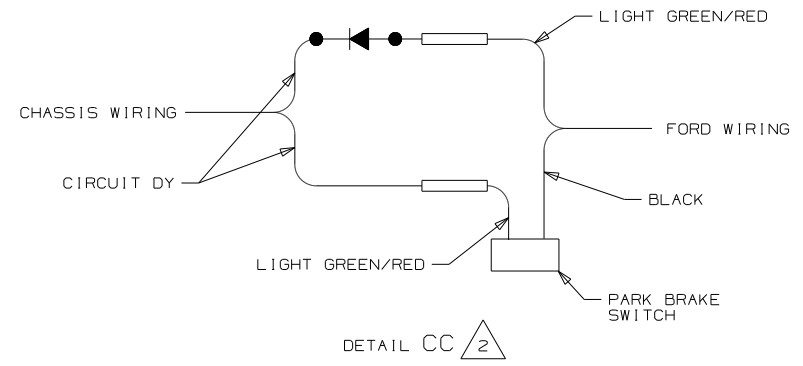 LIGHT GREEN/RED
CHASSIS WIRING
FORD WIRING
CIRCUIT DY
BLACK
LIGHT GREEN/RED
PARK BRAKE
SWITCH
DETAIL CC 2